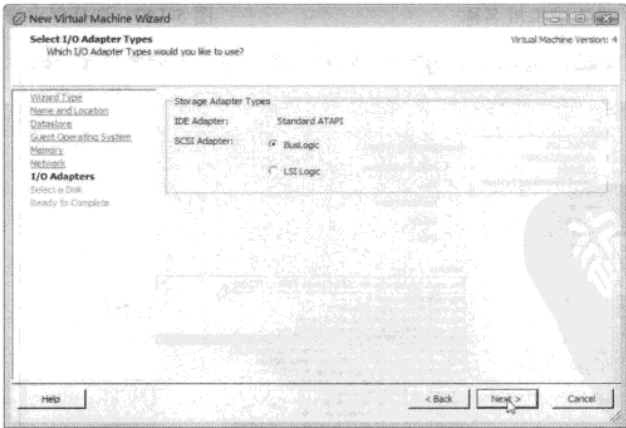 New Virtual Machine Wizard
Select I/O Adapter Types
Which I/O Adapter Types would you like to use?
Virtual Machine Version: 4
Wizard Type
Name and Location
Datastore
Guest Operating System
Memory
Network
I/O Adapters
Select a Disk
Ready to Complete
Storage Adapter Types
IDE Adapter: Standard ATAPI
SCSI Adapter: BusLogic
LSI Logic
Help
< Back
Next >
Cancel